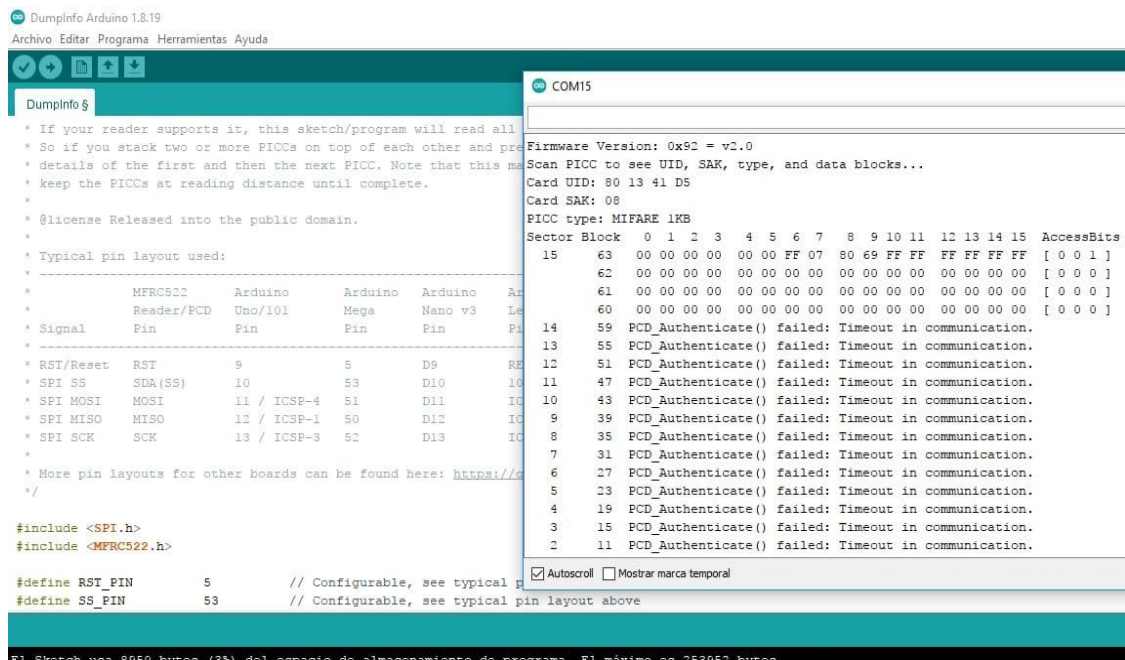 DumpInfo Arduino 1.8.19
Archivo Editar Programa Herramientas Ayuda
DumpInfo §
* If your reader supports it, this sketch/program will read all
* So if you stack two or more PICCs on top of each other and pre
* details of the first and then the next PICC. Note that this ma
* keep the PICCs at reading distance until complete.
*
* @license Released into the public domain.
*
* Typical pin layout used:
* MFRC522 Arduino Arduino Arduino Ar
* Reader/PCD Uno/101 Mega Nano v3 Le
* Signal Pin Pin Pin Pin Pi
* RST/Reset RST 9 5 D9 RE
* SPI SS SDA(SS) 10 53 D10 10
* SPI MOSI MOSI 11 / ICSP-4 51 D11 IC
* SPI MISO MISO 12 / ICSP-1 50 D12 IC
* SPI SCK SCK 13 / ICSP-3 52 D13 IC
*
* More pin layouts for other boards can be found here: https://g
*/
#include <SPI.h>
#include <MFRC522.h>
#define RST_PIN 5 // Configurable, see typical p
#define SS_PIN 53 // Configurable, see typical pin layout above
El Sketch usa 8950 bytes (3%) del espacio de almacenamiento de programa. El máximo es 253952 bytes.
COM15
Firmware Version: 0x92 = v2.0
Scan PICC to see UID, SAK, type, and data blocks...
Card UID: 80 13 41 D5
Card SAK: 08
PICC type: MIFARE 1KB
Sector Block 0 1 2 3 4 5 6 7 8 9 10 11 12 13 14 15 AccessBits
15 63 00 00 00 00 00 00 FF 07 80 69 FF FF FF FF FF FF [ 0 0 1 ]
62 00 00 00 00 00 00 00 00 00 00 00 00 00 00 00 00 [ 0 0 0 ]
61 00 00 00 00 00 00 00 00 00 00 00 00 00 00 00 00 [ 0 0 0 ]
60 00 00 00 00 00 00 00 00 00 00 00 00 00 00 00 00 [ 0 0 0 ]
14 59 PCD_Authenticate() failed: Timeout in communication.
13 55 PCD_Authenticate() failed: Timeout in communication.
12 51 PCD_Authenticate() failed: Timeout in communication.
11 47 PCD_Authenticate() failed: Timeout in communication.
10 43 PCD_Authenticate() failed: Timeout in communication.
9 39 PCD_Authenticate() failed: Timeout in communication.
8 35 PCD_Authenticate() failed: Timeout in communication.
7 31 PCD_Authenticate() failed: Timeout in communication.
6 27 PCD_Authenticate() failed: Timeout in communication.
5 23 PCD_Authenticate() failed: Timeout in communication.
4 19 PCD_Authenticate() failed: Timeout in communication.
3 15 PCD_Authenticate() failed: Timeout in communication.
2 11 PCD_Authenticate() failed: Timeout in communication.
Autoscroll Mostrar marca temporal